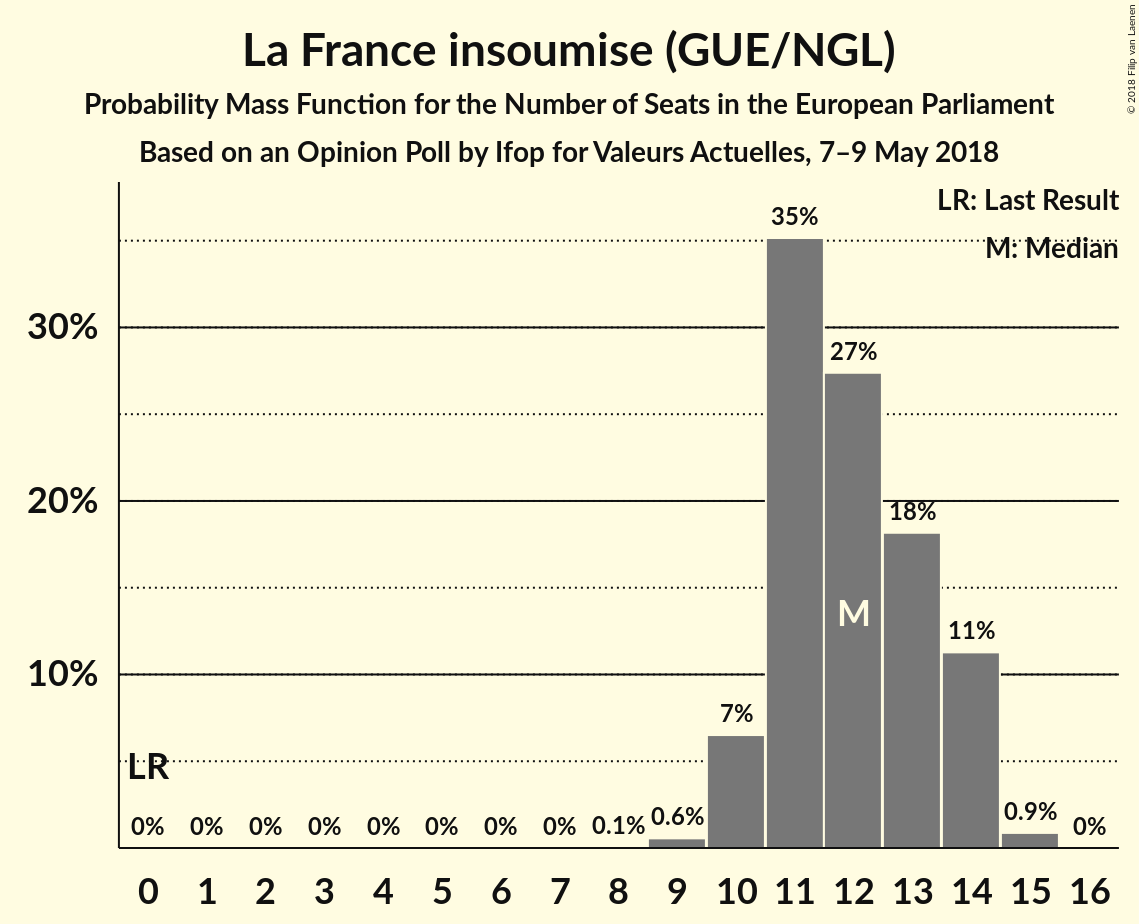 La France insoumise (GUE/NGL)
Probability Mass Function for the Number of Seats in the European Parliament
Based on an Opinion Poll by Ifop for Valeurs Actuelles, 7–9 May 2018
© 2018 Filip van Laenen
LR: Last Result
M: Median
35%
30%
27%
20%
18%
M
11%
10%
7%
LR
0% 0% 0% 0% 0% 0% 0% 0% 0.1% 0.6% 0.9% 0%
0 1 2 3 4 5 6 7 8 9 10 11 12 13 14 15 16